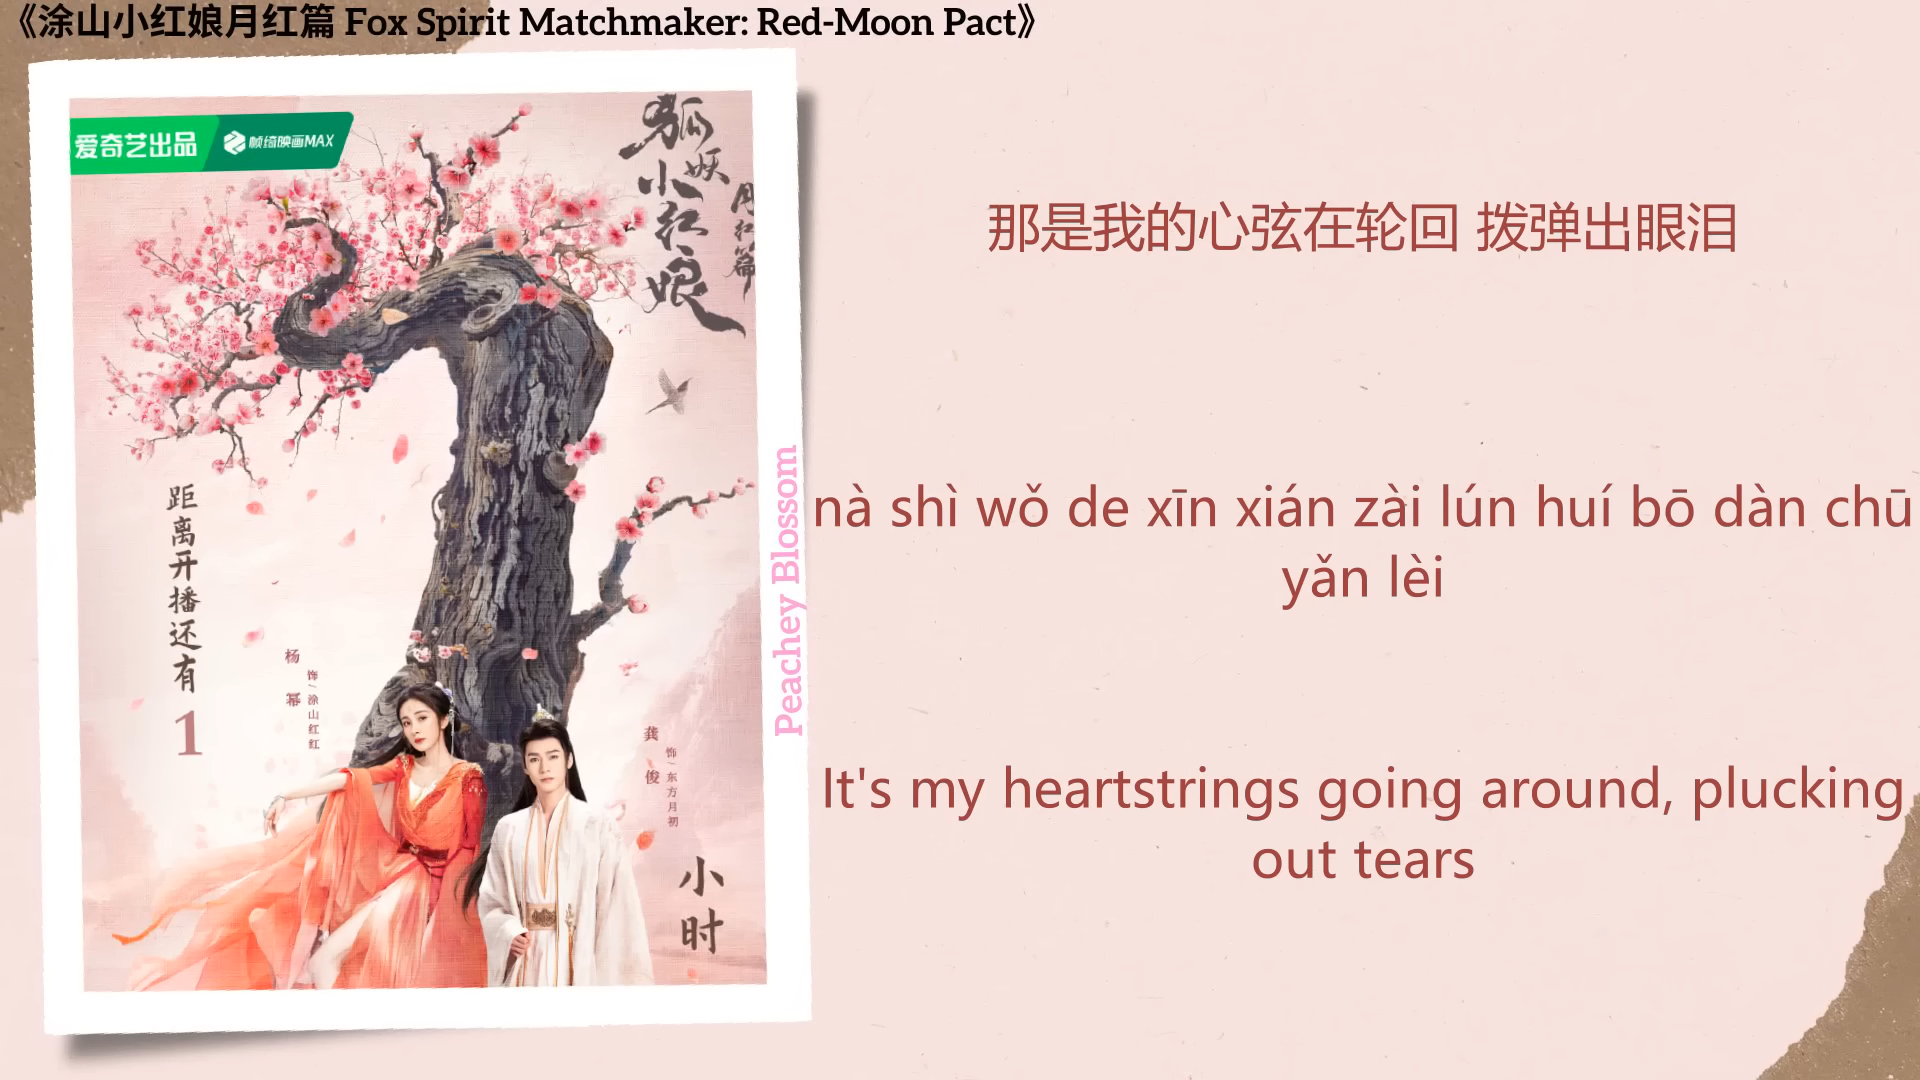 《涂山小红娘月红篇 Fox Spirit Matchmaker: Red-Moon Pact》
爱奇艺出品
帧绮映画MAX
狐妖小红娘
月红篇
距离开播还有1
杨幂
饰/涂山红红
龚俊
饰/东方月初
小时
Peachey Blossom
那是我的心弦在轮回 拨弹出眼泪
nà shì wǒ de xīn xián zài lún huí bō dàn chū
yǎn lèi
It's my heartstrings going around, plucking
out tears